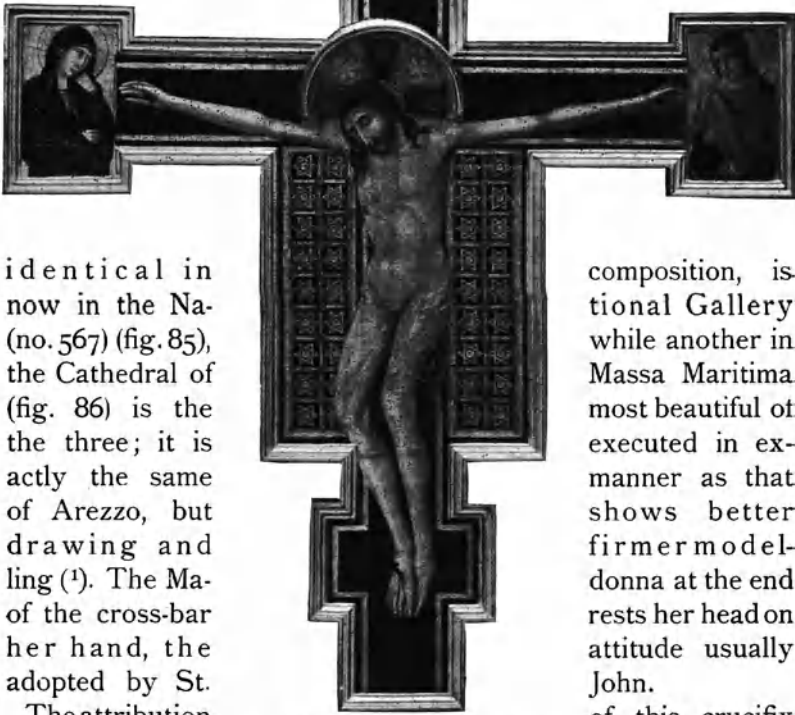 identical in composition, is
now in the Na- tional Gallery
(no. 567) (fig. 85), while another in
the Cathedral of Massa Maritima
(fig. 86) is the most beautiful of
the three; it is executed in ex-
actly the same manner as that
of Arezzo, but shows better
drawing and firmer model-
ling (¹). The Ma- donna at the end
of the cross-bar rests her head on
her hand, the attitude usually
adopted by St. John.
The attribution of this crucifix